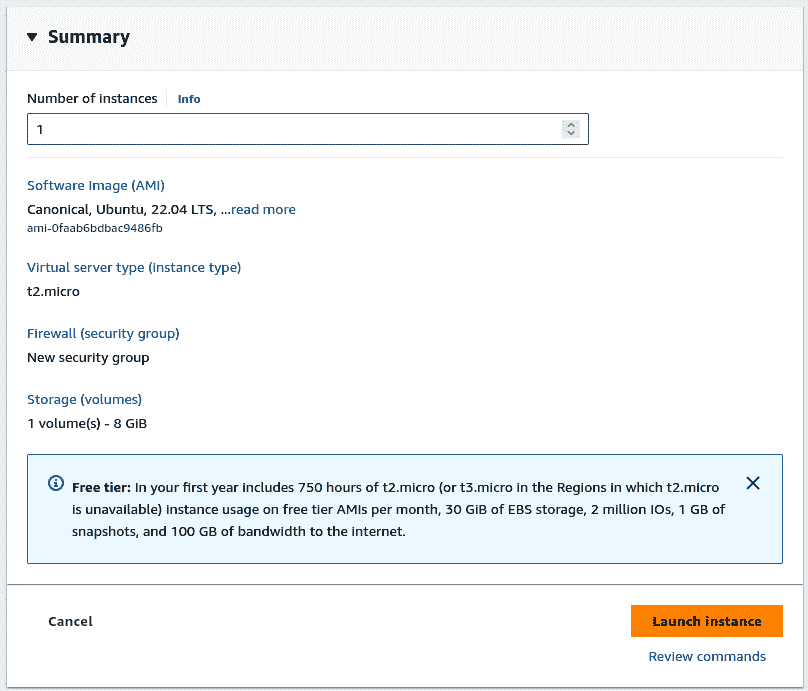 Summary
Number of instances Info
1
Software Image (AMI)
Canonical, Ubuntu, 22.04 LTS, ...read more
ami-0faab6bdbac9486fb
Virtual server type (instance type)
t2.micro
Firewall (security group)
New security group
Storage (volumes)
1 volume(s) - 8 GiB
Free tier: In your first year includes 750 hours of t2.micro (or t3.micro in the Regions in which t2.micro
is unavailable) instance usage on free tier AMIs per month, 30 GiB of EBS storage, 2 million IOs, 1 GB of
snapshots, and 100 GB of bandwidth to the internet.
Cancel
Launch instance
Review commands